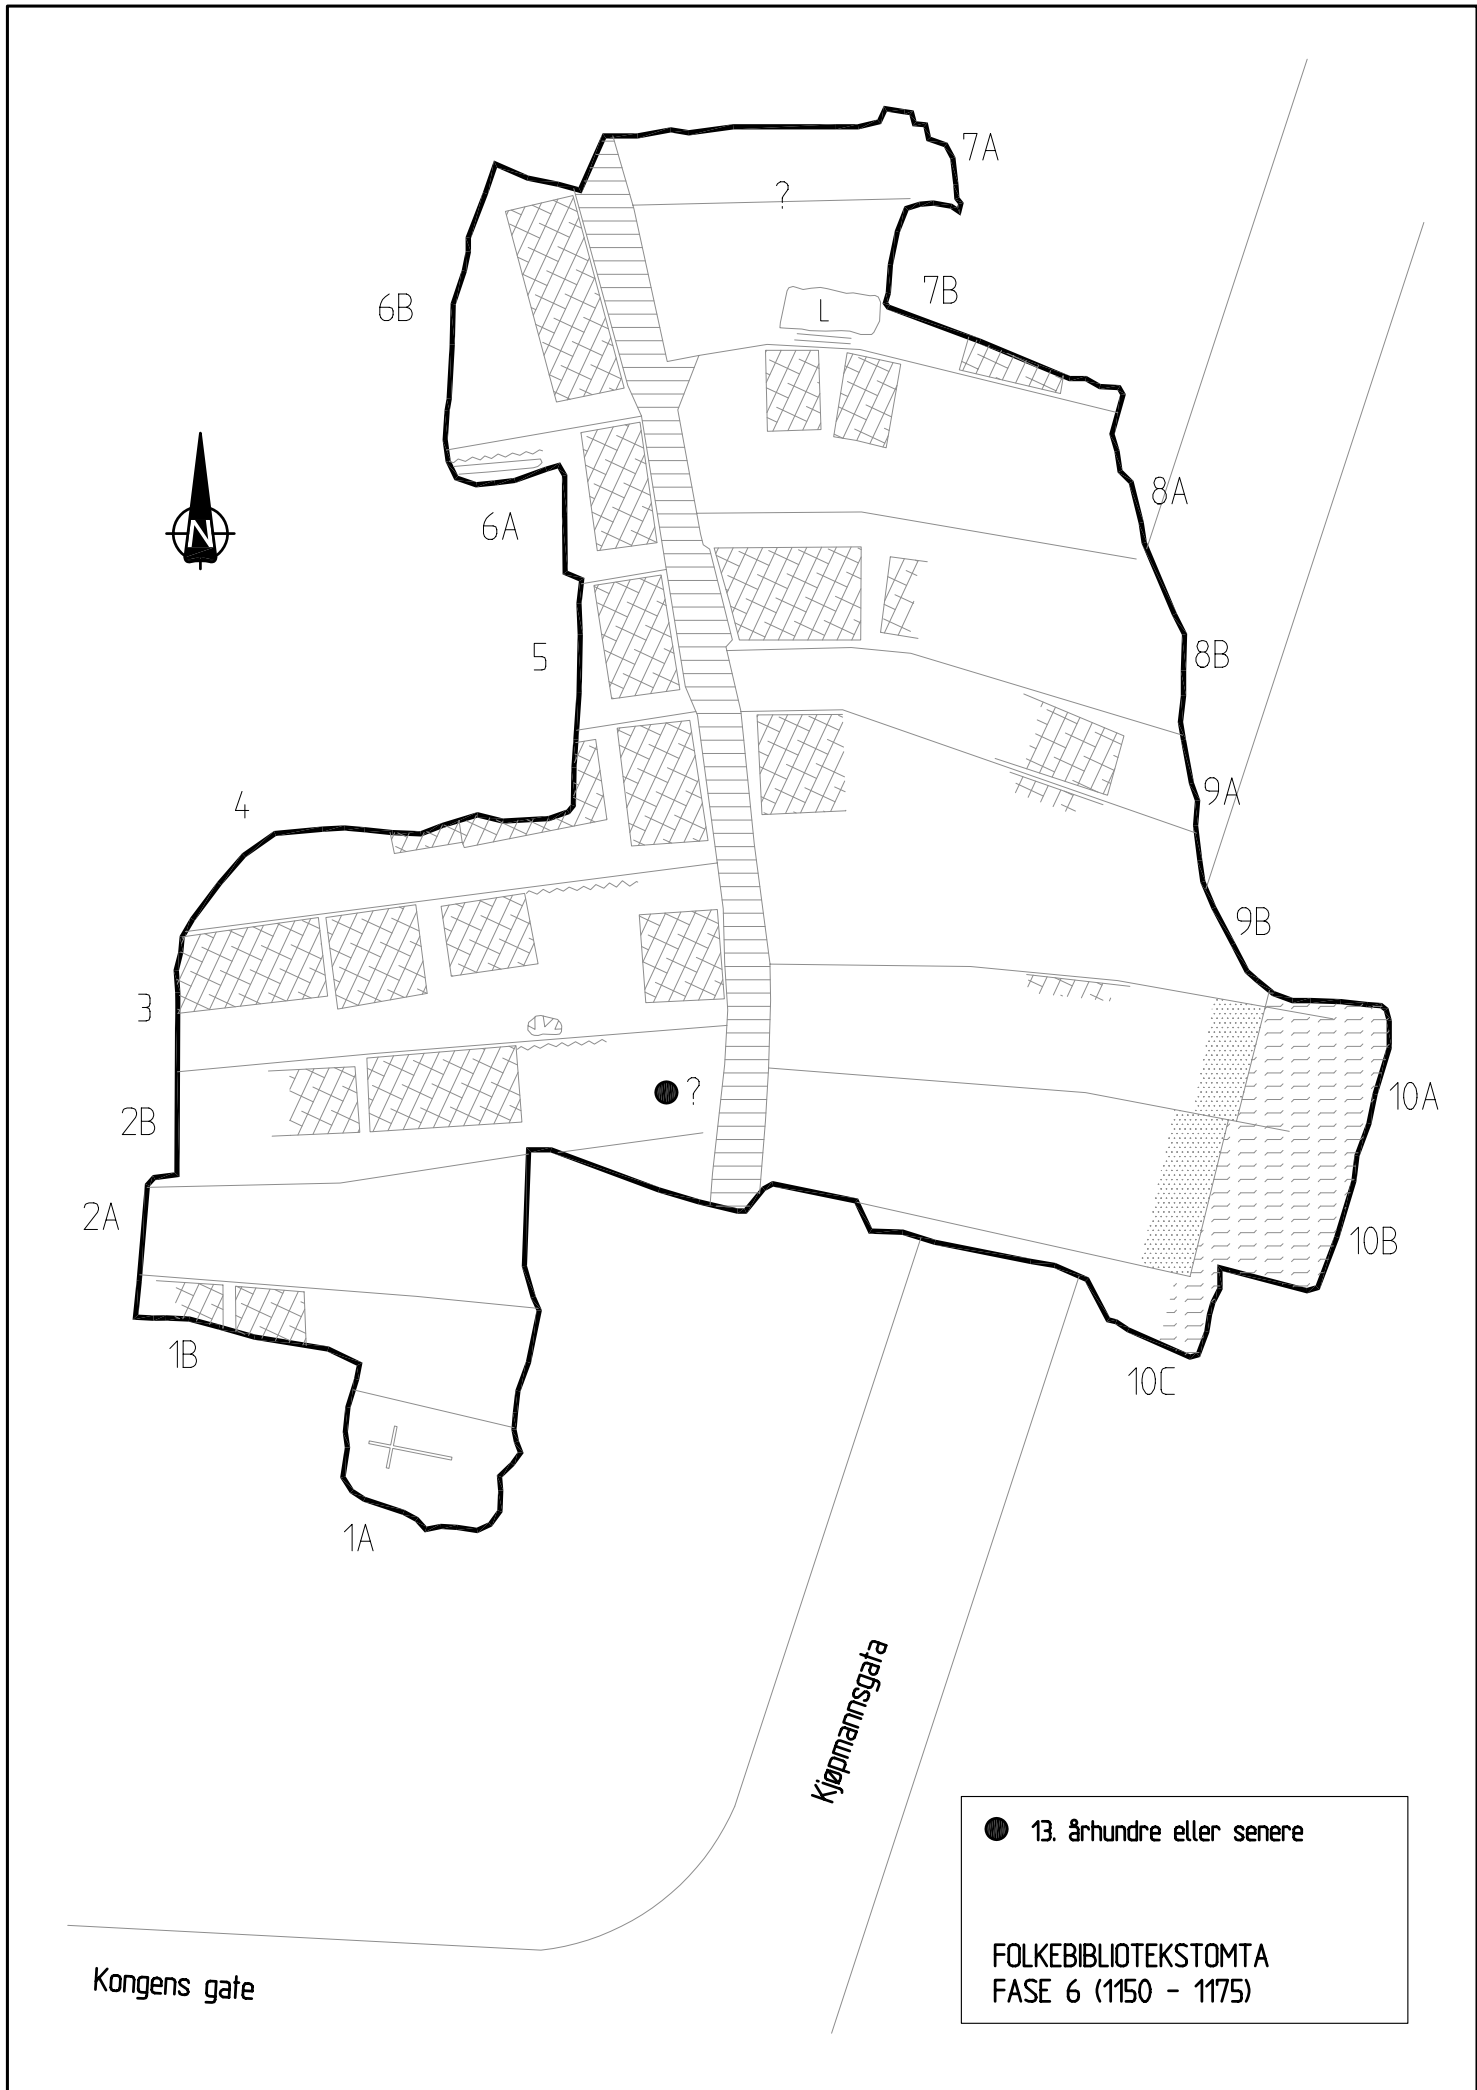 7A
?
7B
6B
L
8A
N
6A
8B
5
9A
4
9B
3
10A
?
2B
2A
10B
1B
10C
1A
Kjøpmannsgata
13. århundre eller senere
FOLKEBIBLIOTEKSTOMTA
FASE 6 (1150 - 1175)
Kongens gate